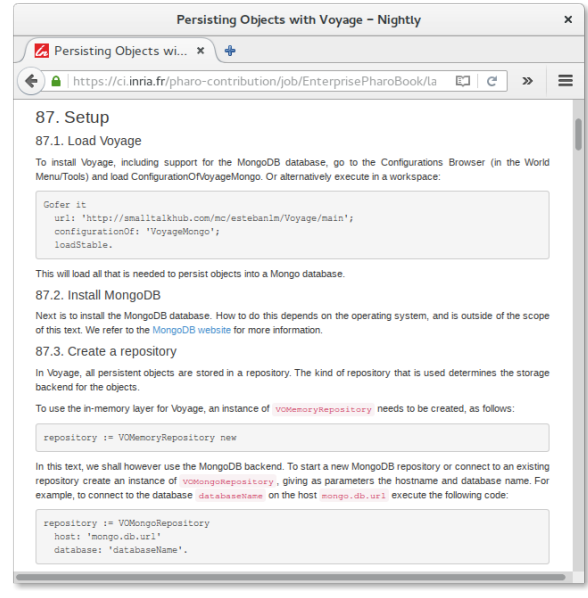 Persisting Objects with Voyage – Nightly
Persisting Objects wi...
https://ci.inria.fr/pharo-contribution/job/EnterprisePharoBook/la
87. Setup
87.1. Load Voyage
To install Voyage, including support for the MongoDB database, go to the Configurations Browser (in the World
Menu/Tools) and load ConfigurationOfVoyageMongo. Or alternatively execute in a workspace:
Gofer it
url: 'http://smalltalkhub.com/mc/estebanlm/Voyage/main';
configurationOf: 'VoyageMongo';
loadStable.
This will load all that is needed to persist objects into a Mongo database.
87.2. Install MongoDB
Next is to install the MongoDB database. How to do this depends on the operating system, and is outside of the scope
of this text. We refer to the MongoDB website for more information.
87.3. Create a repository
In Voyage, all persistent objects are stored in a repository. The kind of repository that is used determines the storage
backend for the objects.
To use the in-memory layer for Voyage, an instance of VOMemoryRepository needs to be created, as follows:
repository := VOMemoryRepository new
In this text, we shall however use the MongoDB backend. To start a new MongoDB repository or connect to an existing
repository create an instance of VOMongoRepository, giving as parameters the hostname and database name. For
example, to connect to the database databaseName on the host mongo.db.url execute the following code:
repository := VOMongoRepository
host: 'mongo.db.url'
database: 'databaseName'.